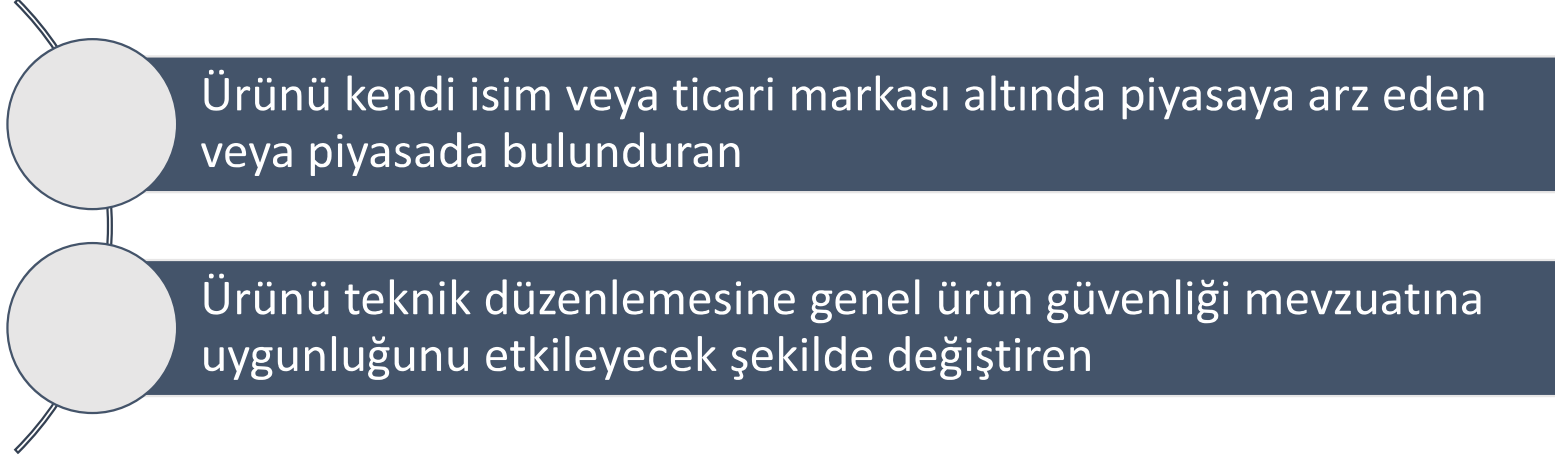 Ürünü kendi isim veya ticari markası altında piyasaya arz eden
veya piyasada bulunduran
Ürünü teknik düzenlemesine genel ürün güvenliği mevzuatına
uygunluğunu etkileyecek şekilde değiştiren